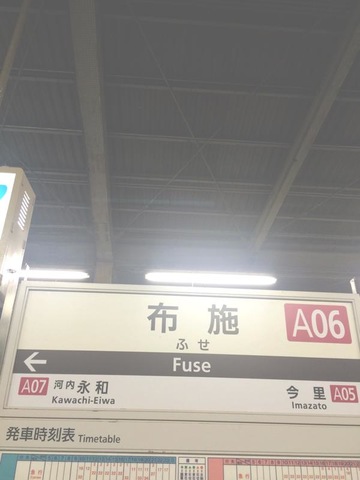 布施 A06
ふせ
Fuse
A07 河内永和 今里 A05
Kawachi-Eiwa Imazato
発車時刻表 Timetable